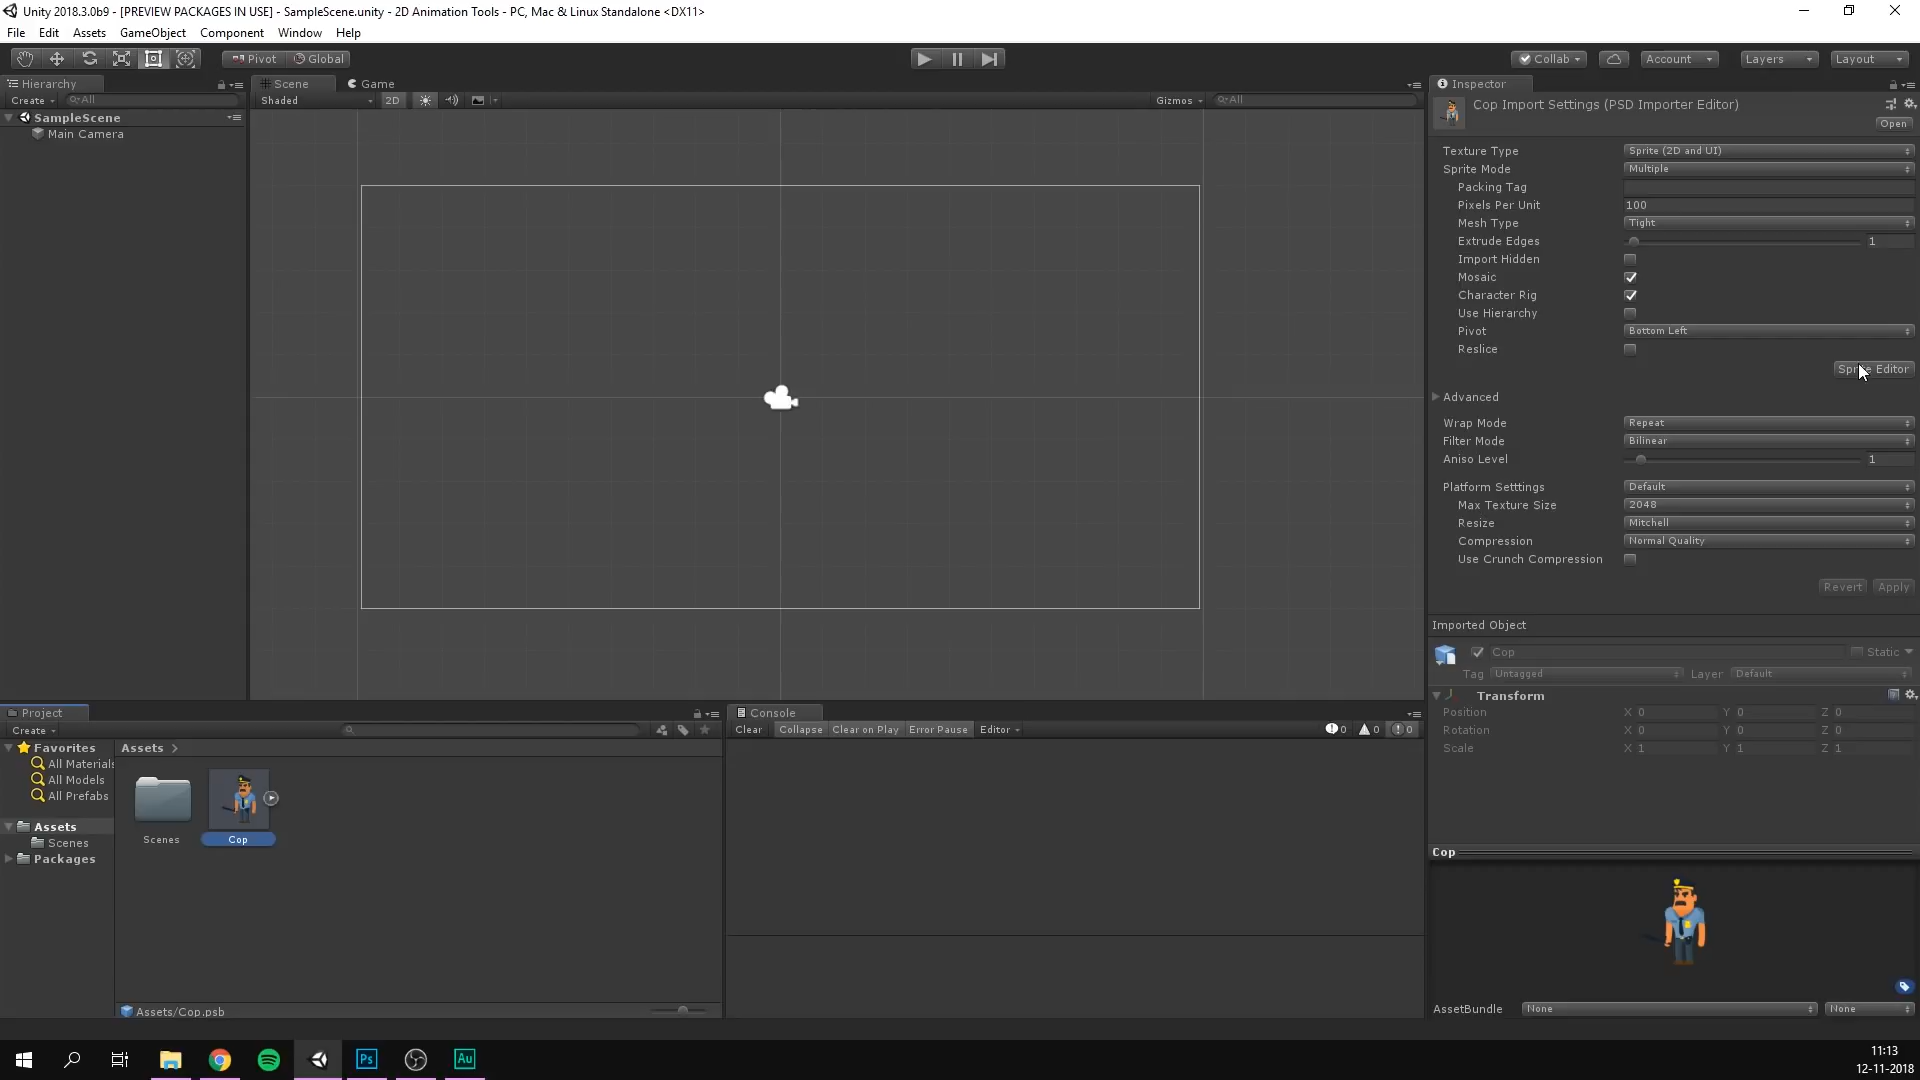 Unity 2018.3.0b9 - [PREVIEW PACKAGES IN USE] - SampleScene.unity - 2D Animation Tools - PC, Mac & Linux Standalone <DX11>
File Edit Assets GameObject Component Window Help
Pivot Global Collab Account Layers Layout
Hierarchy
Create All
SampleScene
Main Camera
Scene Game
Shaded 2D Gizmos All
Inspector
Cop Import Settings (PSD Importer Editor)
Open
Texture Type Sprite (2D and UI)
Sprite Mode Multiple
Packing Tag
Pixels Per Unit 100
Mesh Type Tight
Extrude Edges 1
Import Hidden
Mosaic
Character Rig
Use Hierarchy
Pivot Bottom Left
Reslice
Sprite Editor
Advanced
Wrap Mode Repeat
Filter Mode Bilinear
Aniso Level 1
Platform Setttings Default
Max Texture Size 2048
Resize Mitchell
Compression Normal Quality
Use Crunch Compression
Revert Apply
Imported Object
Cop Static
Tag Untagged Layer Default
Transform
Position X 0 Y 0 Z 0
Rotation X 0 Y 0 Z 0
Scale X 1 Y 1 Z 1
Cop
AssetBundle None None
Project
Create
Favorites
All Materials
All Models
All Prefabs
Assets
Scenes
Packages
Assets
Scenes
Cop
Assets/Cop.psb
Console
Clear Collapse Clear on Play Error Pause Editor 0 0 0
Ps
Au
11:13
12-11-2018